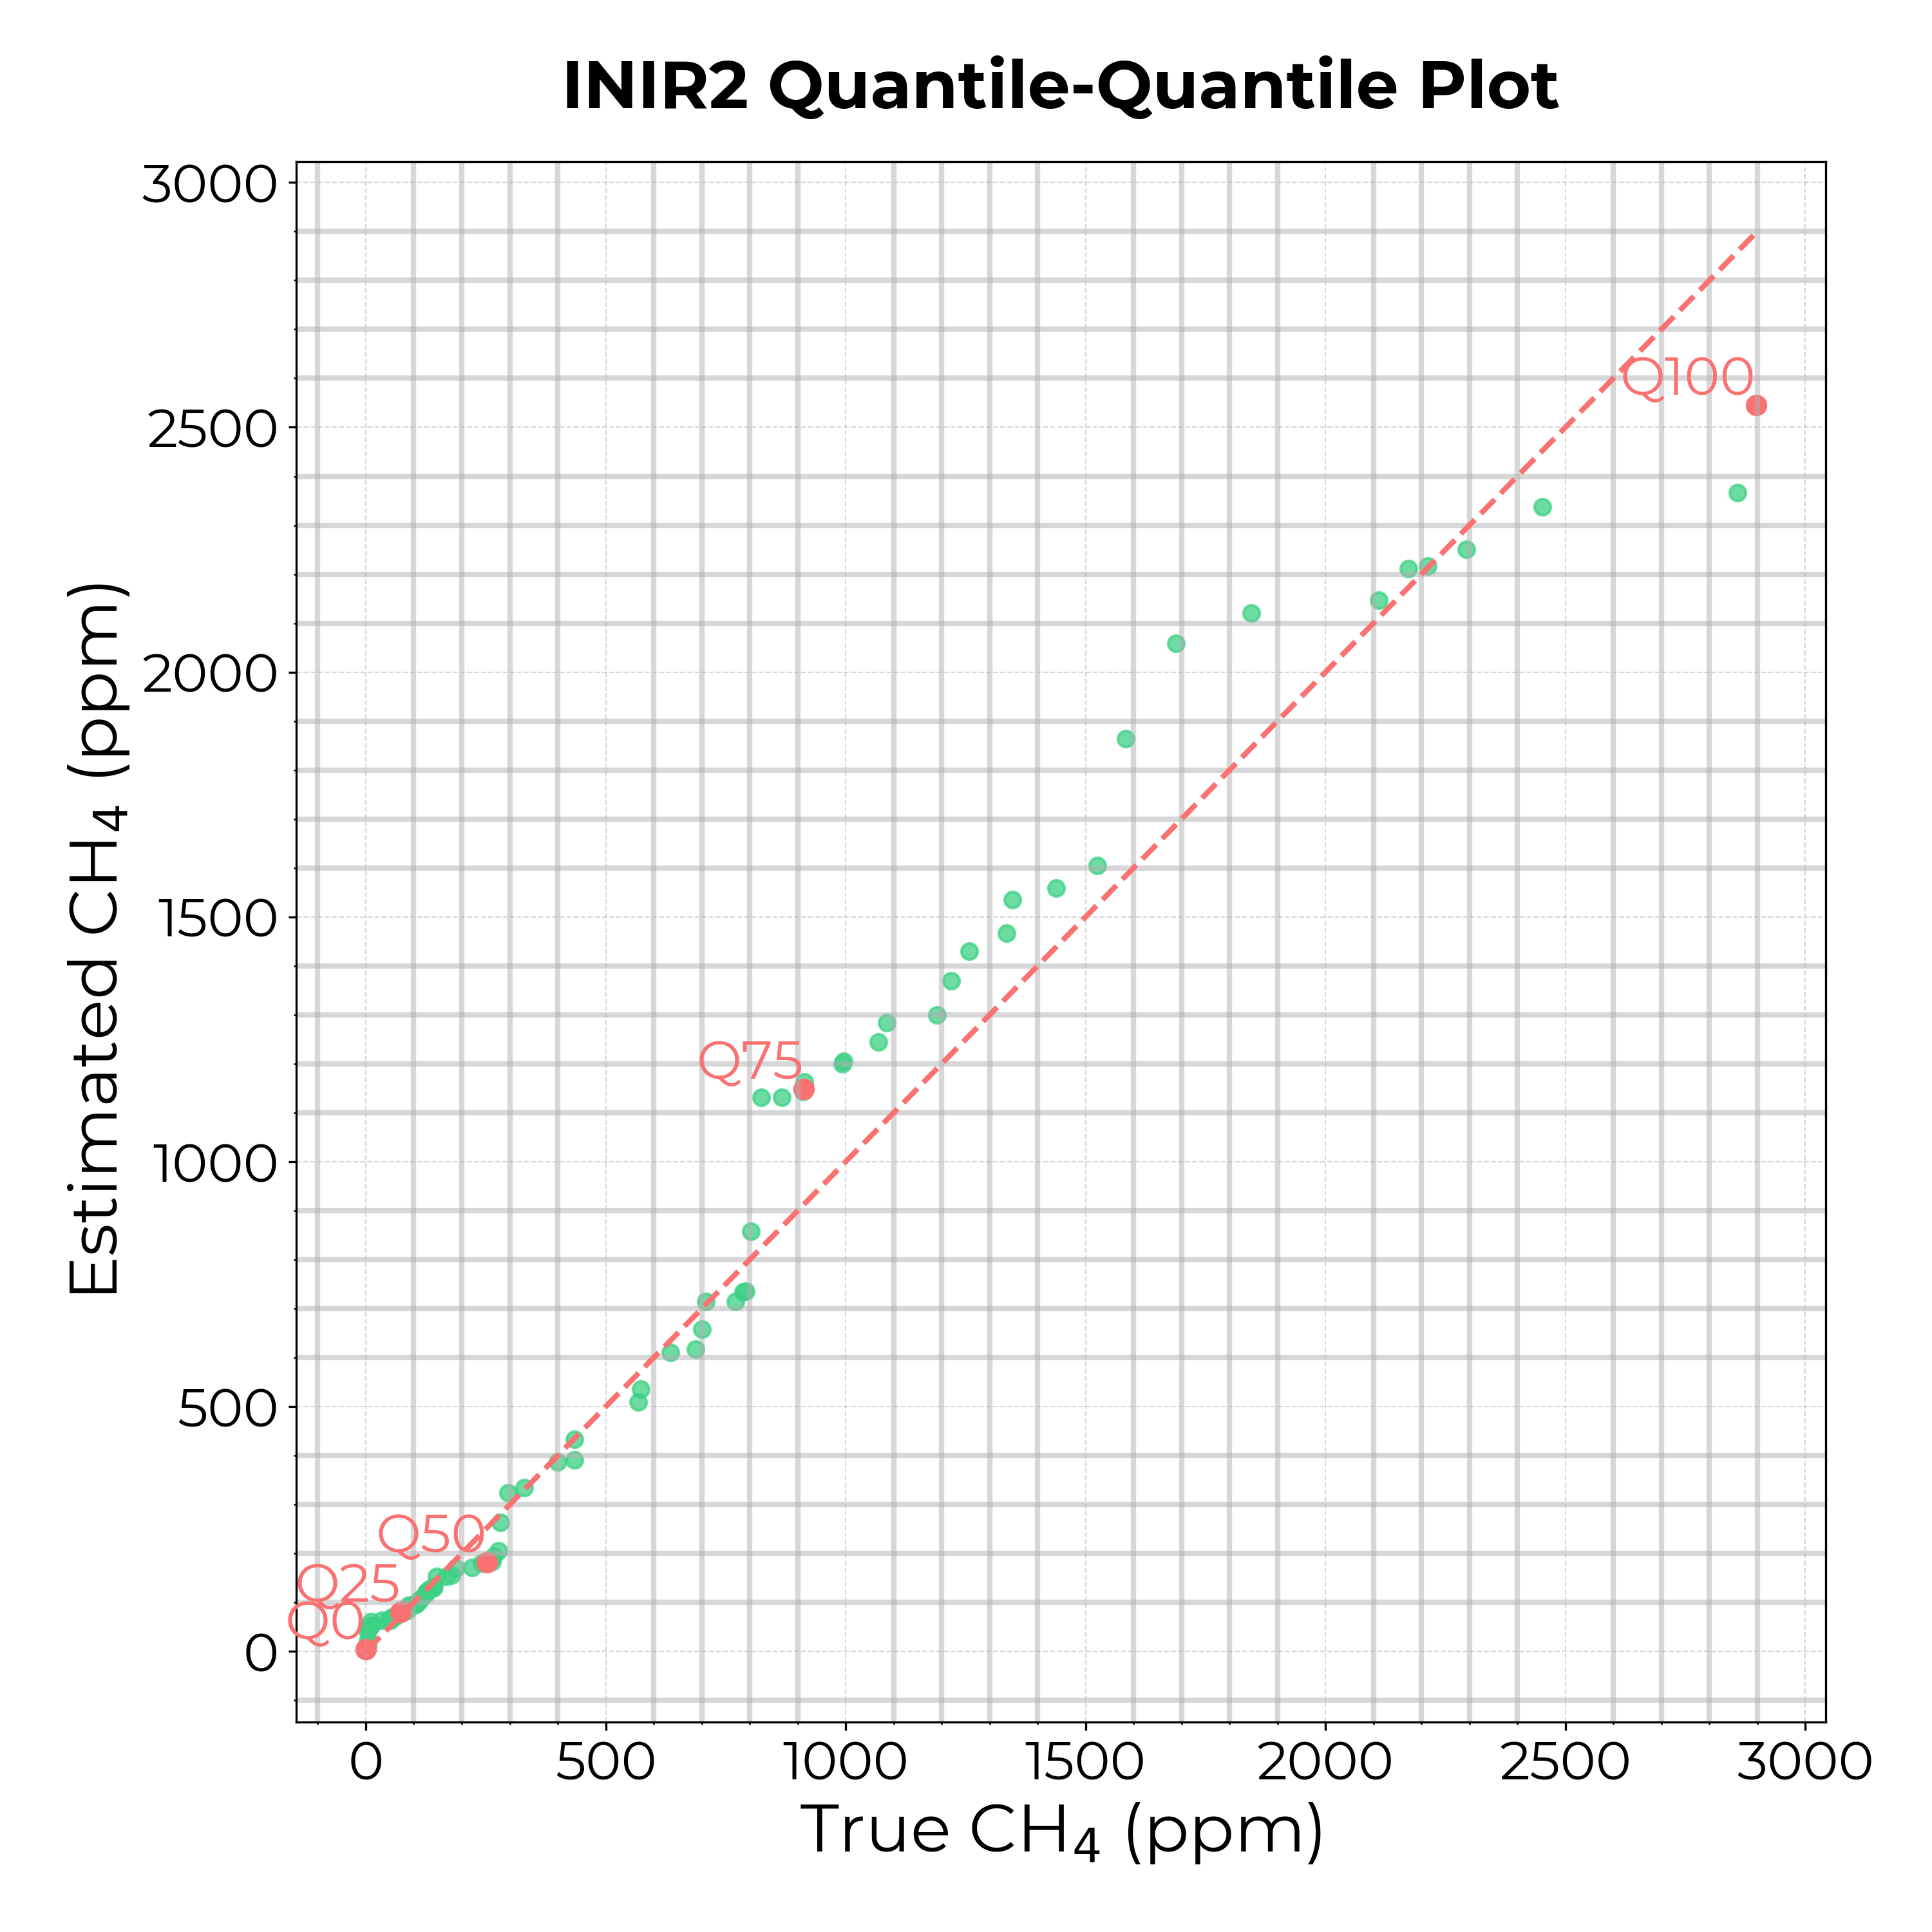 INIR2 Quantile-Quantile Plot
Estimated CH₄ (ppm)
3000
2500
2000
1500
1000
500
0
Q100
Q75
Q50
Q25
Q0
0 500 1000 1500 2000 2500 3000
True CH₄ (ppm)